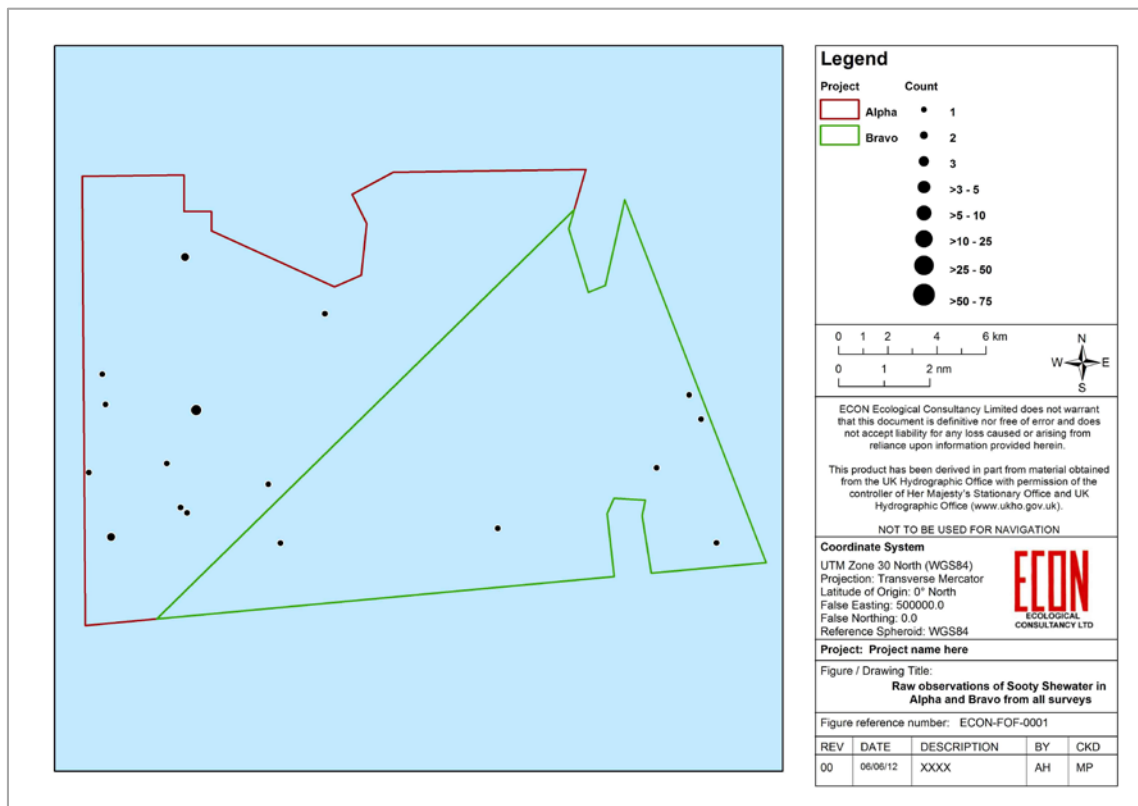 Legend
Project Count
Alpha
Bravo
1
2
3
>3 - 5
>5 - 10
>10 - 25
>25 - 50
>50 - 75
0 1 2 4 6 km
0 1 2 nm
N
W E
S
ECON Ecological Consultancy Limited does not warrant
that this document is definitive nor free of error and does
not accept liability for any loss caused or arising from
reliance upon information provided herein.
This product has been derived in part from material obtained
from the UK Hydrographic Office with permission of the
controller of Her Majesty's Stationary Office and UK
Hydrographic Office (www.ukho.gov.uk).
NOT TO BE USED FOR NAVIGATION
Coordinate System
UTM Zone 30 North (WGS84)
Projection: Transverse Mercator
Latitude of Origin: 0° North
False Easting: 500000.0
False Northing: 0.0
Reference Spheroid: WGS84
ECON
ECOLOGICAL
CONSULTANCY LTD
Project: Project name here
Figure / Drawing Title:
Raw observations of Sooty Shewater in
Alpha and Bravo from all surveys
Figure reference number: ECON-FOF-0001
REV DATE DESCRIPTION BY CKD
00 06/06/12 XXXX AH MP